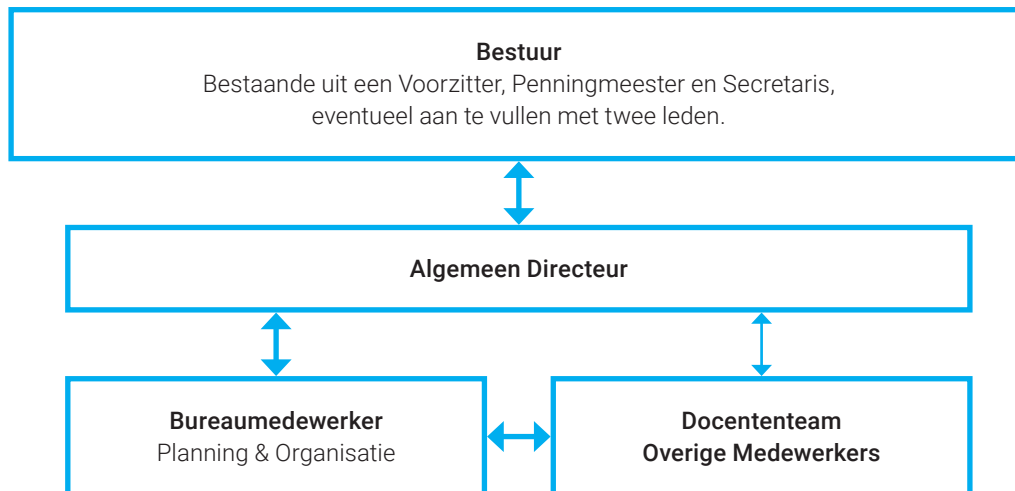 Bestuur
Bestaande uit een Voorzitter, Penningmeester en Secretaris,
eventueel aan te vullen met twee leden.
Algemeen Directeur
Bureaumedewerker
Planning & Organisatie
Docententeam
Overige Medewerkers